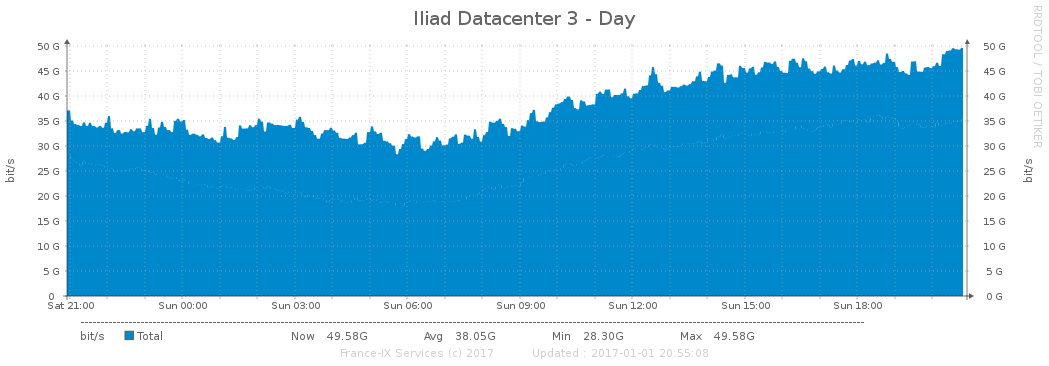 Iliad Datacenter 3 - Day
RRDTOOL / TOBI OETIKER
50 G 50 G
45 G 45 G
40 G 40 G
35 G 35 G
30 G 30 G
25 G 25 G
20 G 20 G
15 G 15 G
10 G 10 G
5 G 5 G
0 0 G
bit/s bit/s
Sat 21:00 Sun 00:00 Sun 03:00 Sun 06:00 Sun 09:00 Sun 12:00 Sun 15:00 Sun 18:00
bit/s Total Now 49.58G Avg 38.05G Min 28.30G Max 49.58G
France-IX Services (c) 2017 Updated : 2017-01-01 20:55:08